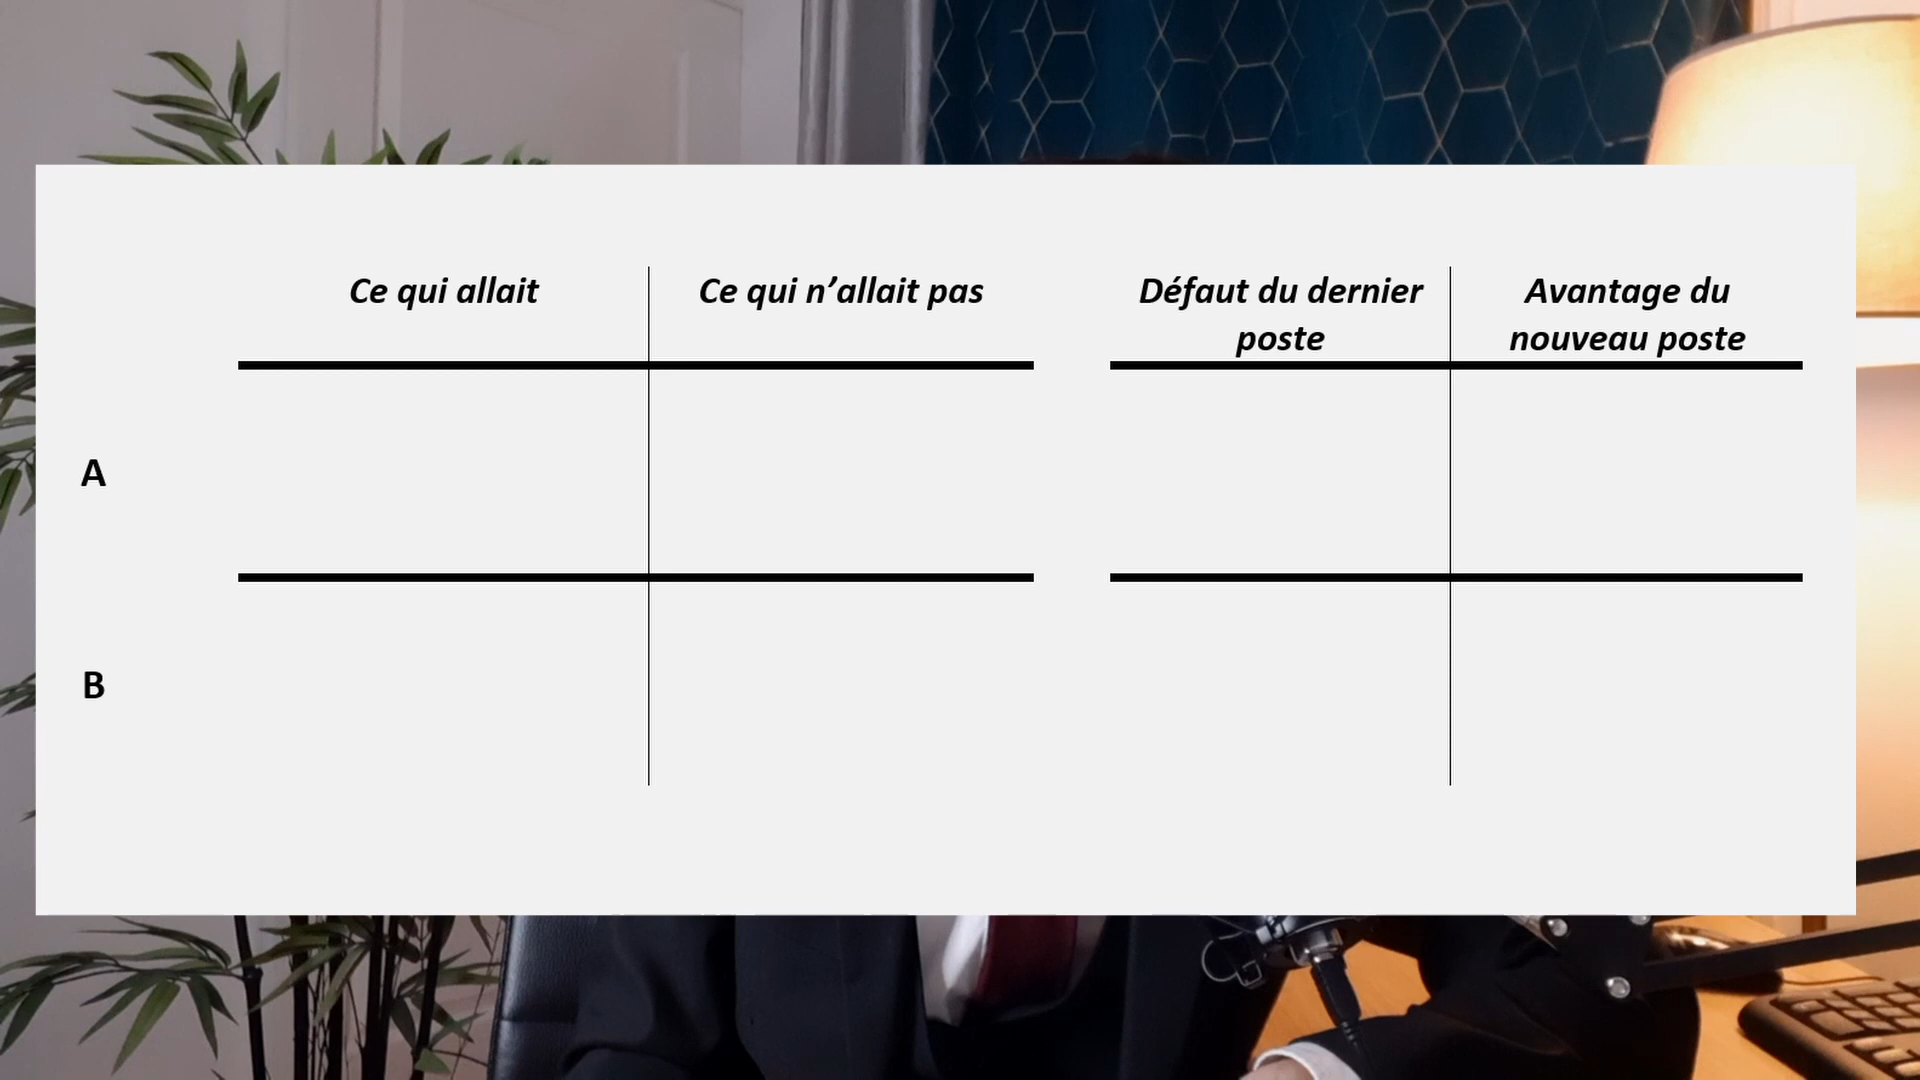 Ce qui allait
Ce qui n’allait pas
Défaut du dernier
poste
Avantage du
nouveau poste
A
B